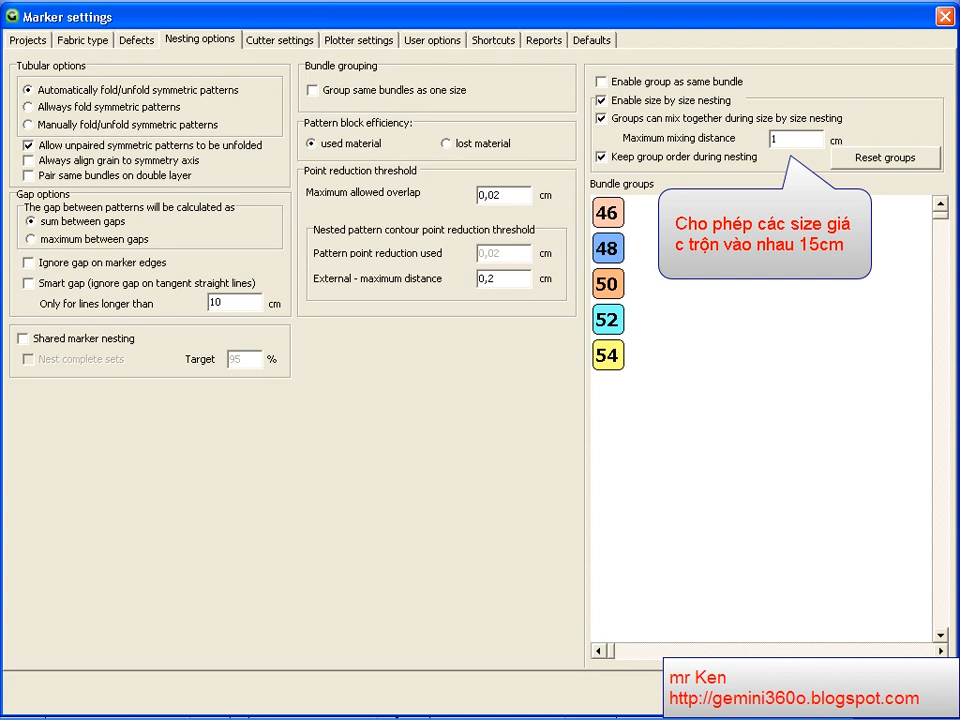 Marker settings
Projects Fabric type Defects Nesting options Cutter settings Plotter settings User options Shortcuts Reports Defaults
Tubular options
Automatically fold/unfold symmetric patterns
Allways fold symmetric patterns
Manually fold/unfold symmetric patterns
Allow unpaired symmetric patterns to be unfolded
Always align grain to symmetry axis
Pair same bundles on double layer
Gap options
The gap between patterns will be calculated as
sum between gaps
maximum between gaps
Ignore gap on marker edges
Smart gap (ignore gap on tangent straight lines)
Only for lines longer than 10 cm
Shared marker nesting
Nest complete sets Target 95 %
Bundle grouping
Group same bundles as one size
Pattern block efficiency:
used material lost material
Point reduction threshold
Maximum allowed overlap 0,02 cm
Nested pattern contour point reduction threshold
Pattern point reduction used 0,02 cm
External - maximum distance 0,2 cm
Enable group as same bundle
Enable size by size nesting
Groups can mix together during size by size nesting
Maximum mixing distance 1 cm
Keep group order during nesting Reset groups
Bundle groups
46
48
50
52
54
Cho phép các size giá
c trộn vào nhau 15cm
mr Ken
http://gemini360o.blogspot.com